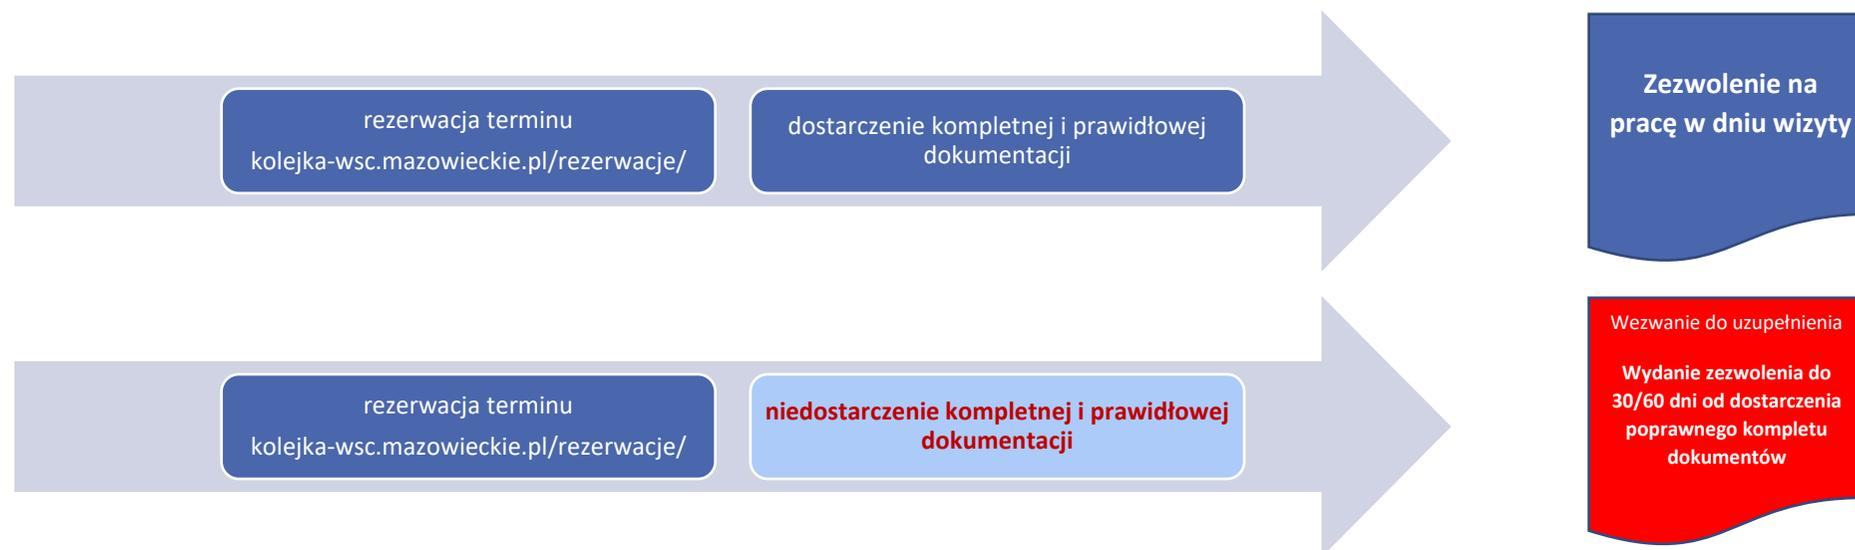 rezerwacja terminu
kolejka-wsc.mazowieckie.pl/rezerwacje/
dostarczenie kompletnej i prawidłowej
dokumentacji
Zezwolenie na
pracę w dniu wizyty
rezerwacja terminu
kolejka-wsc.mazowieckie.pl/rezerwacje/
niedostarczenie kompletnej i prawidłowej
dokumentacji
Wezwanie do uzupełnienia
Wydanie zezwolenia do
30/60 dni od dostarczenia
poprawnego kompletu
dokumentów